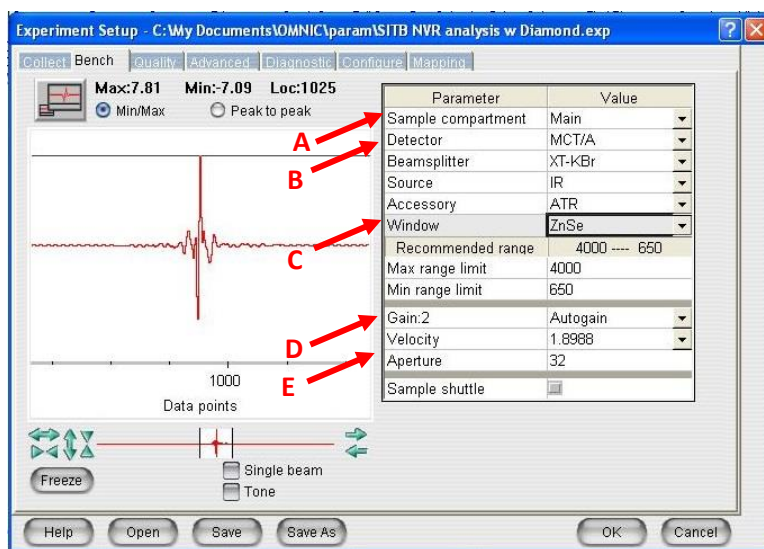 Experiment Setup - C:\My Documents\OMNIC\param\SITB NVR analysis w Diamond.exp
Collect Bench Quality Advanced Diagnostic Configure Mapping
Max:7.81 Min:-7.09 Loc:1025
Min/Max Peak to peak
Parameter Value
A Sample compartment Main
B Detector MCT/A
Beamsplitter XT-KBr
Source IR
Accessory ATR
C Window ZnSe
Recommended range 4000 ---- 650
Max range limit 4000
Min range limit 650
D Gain:2 Autogain
Velocity 1.8988
E Aperture 32
Sample shuttle
1000
Data points
Single beam
Tone
Freeze
Help Open Save Save As OK Cancel